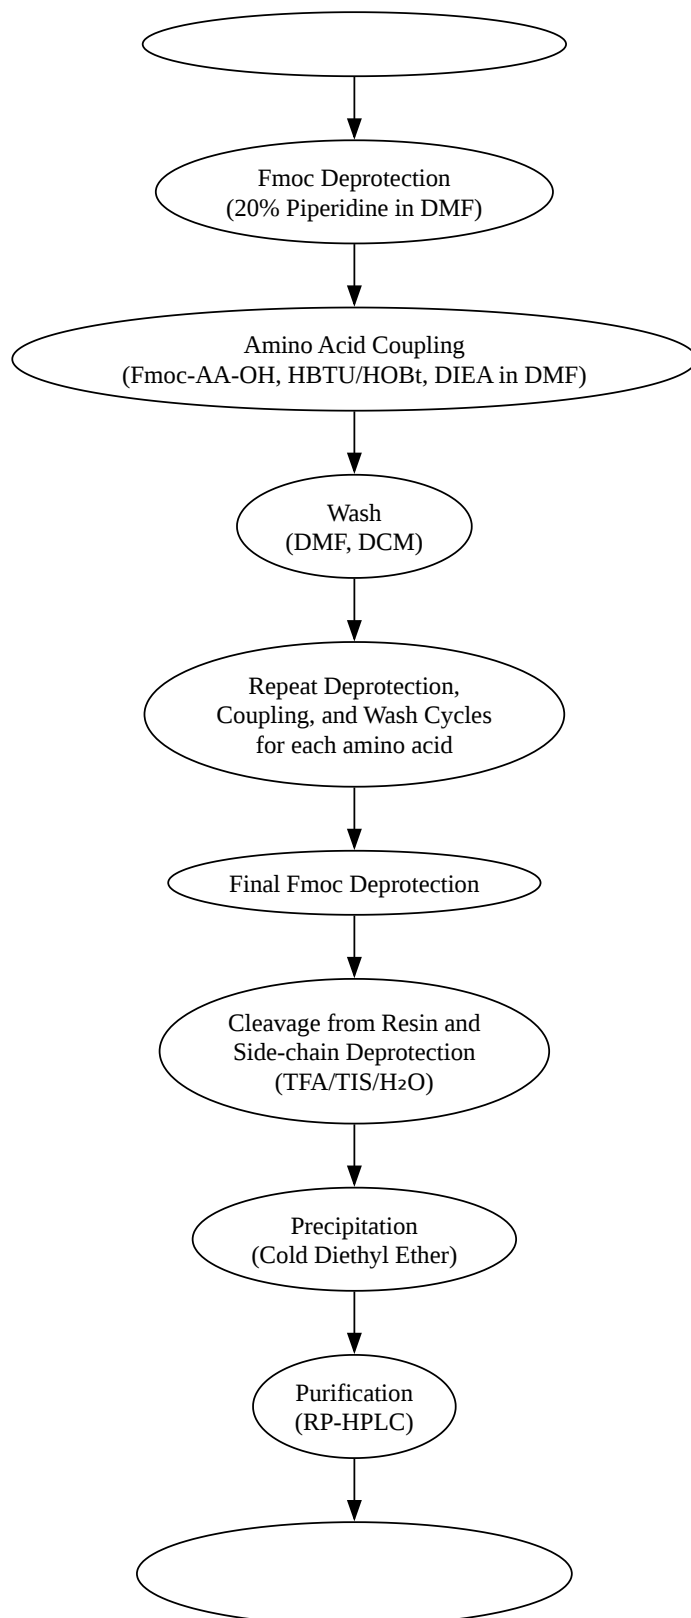 Fmoc Deprotection
(20% Piperidine in DMF)
Amino Acid Coupling
(Fmoc-AA-OH, HBTU/HOBt, DIEA in DMF)
Wash
(DMF, DCM)
Repeat Deprotection,
Coupling, and Wash Cycles
for each amino acid
Final Fmoc Deprotection
Cleavage from Resin and
Side-chain Deprotection
(TFA/TIS/H₂O)
Precipitation
(Cold Diethyl Ether)
Purification
(RP-HPLC)